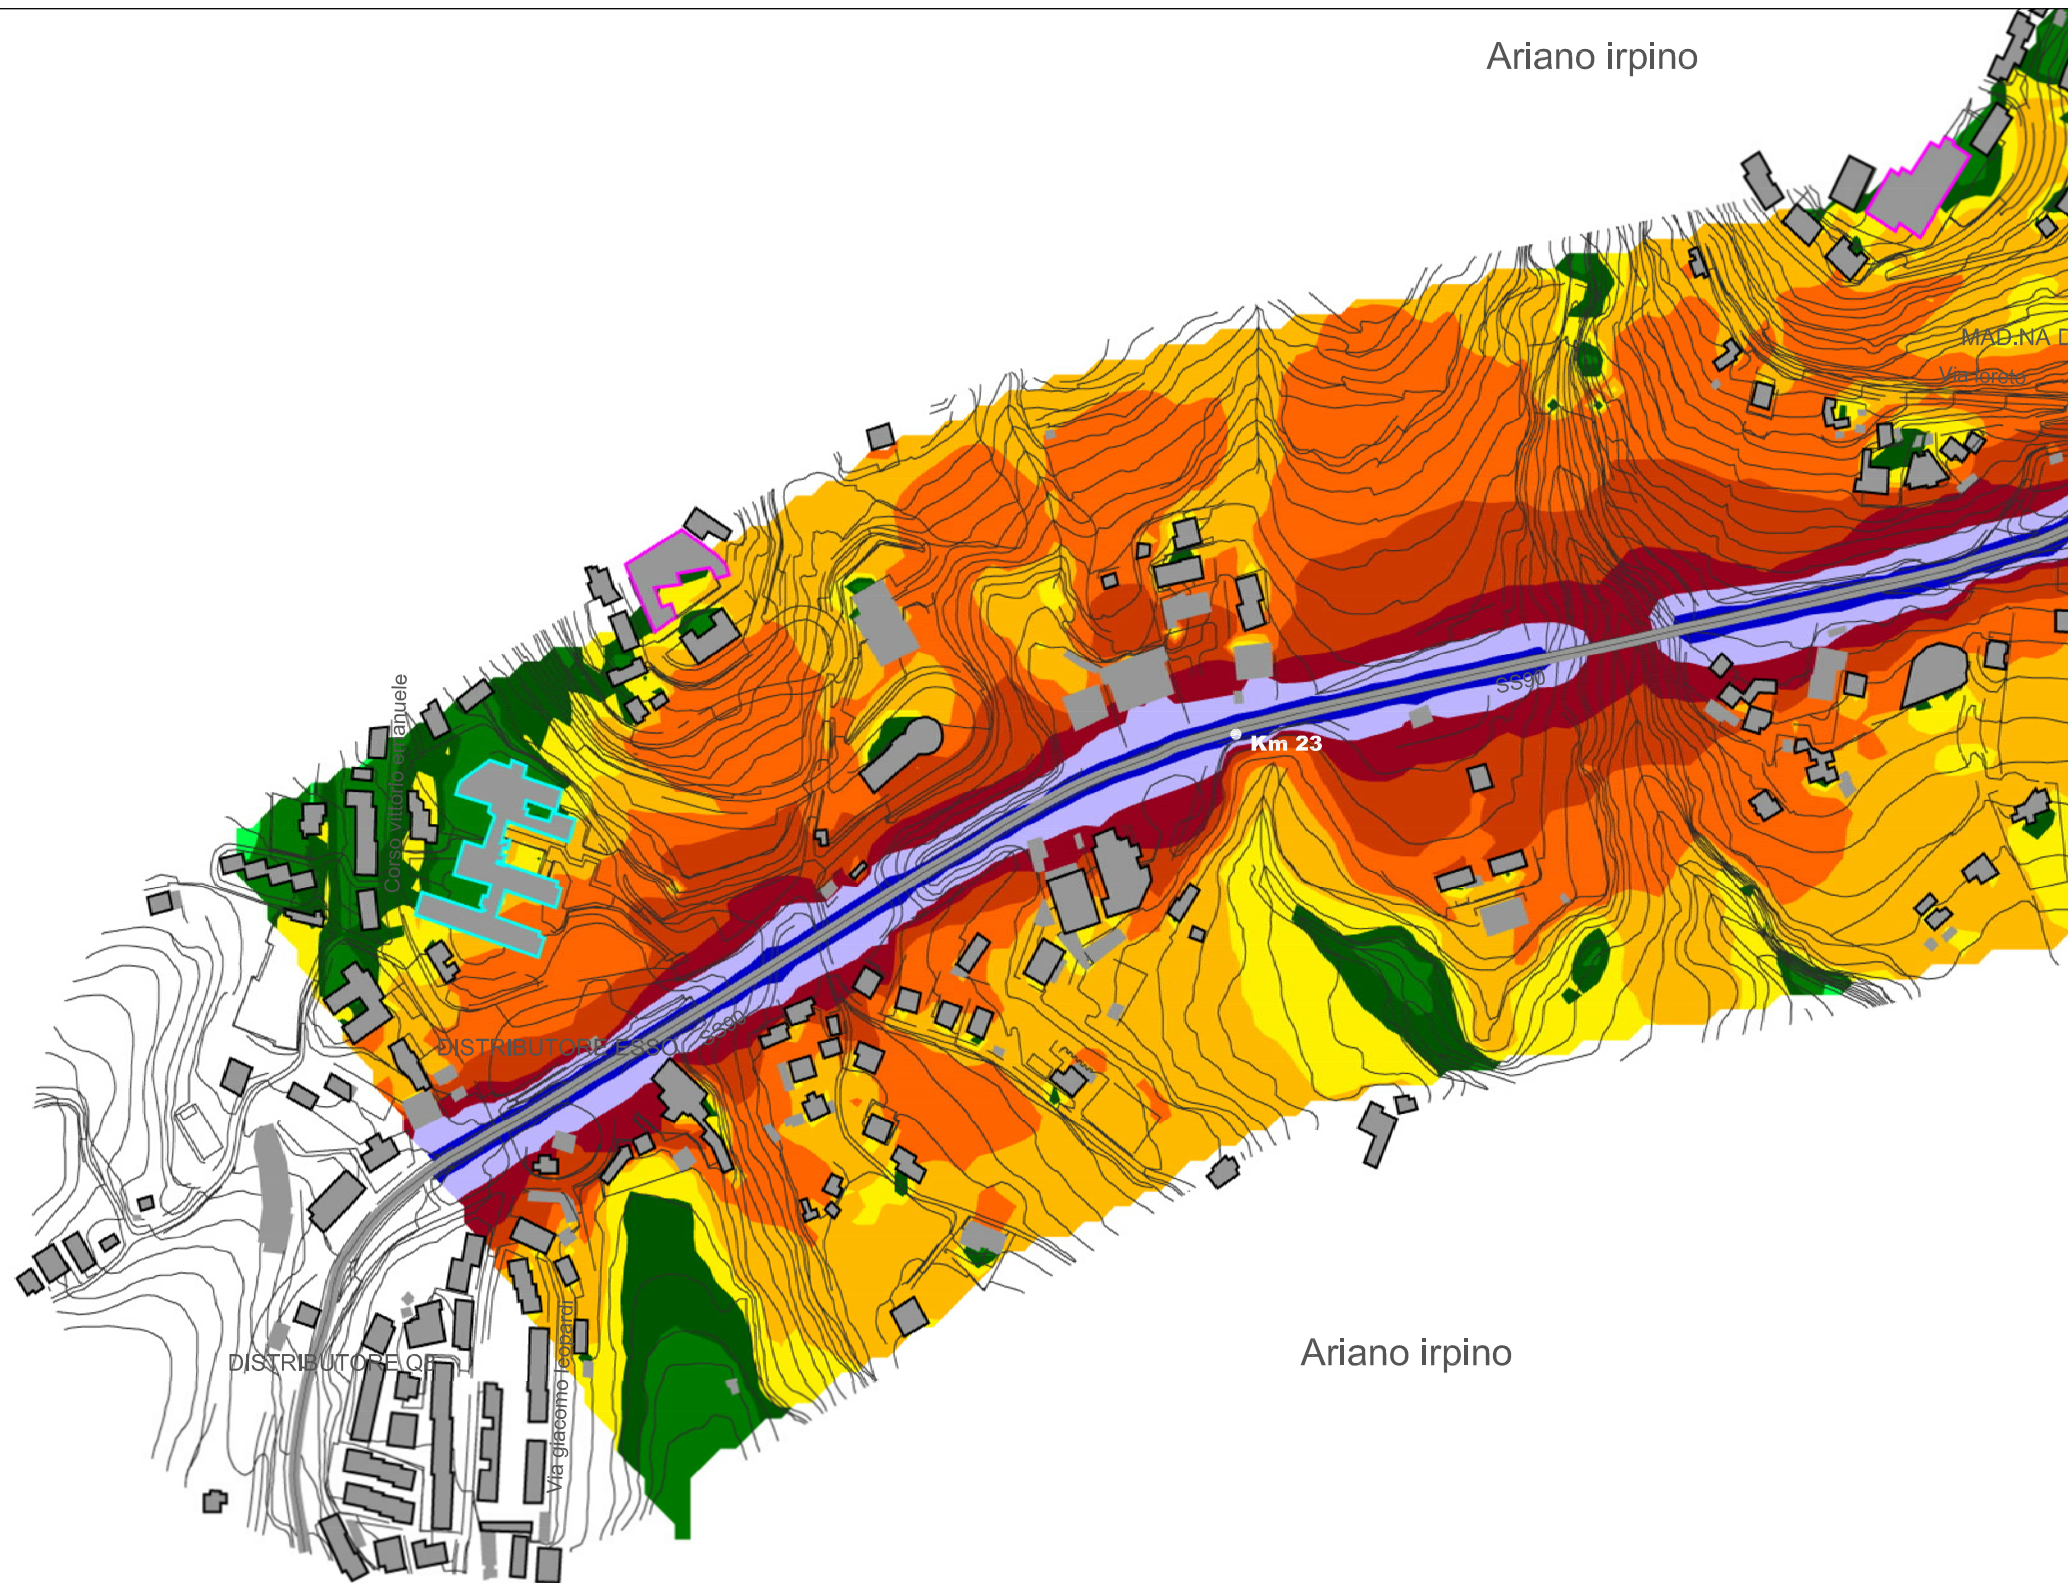 Ariano irpino
MAD.NA D
Via loreto
Corso vittorio emanuele
SS90
Km 23
SS90
DISTRIBUTORE ESSO
Ariano irpino
DISTRIBUTORE Q8
Via giacomo leopardi